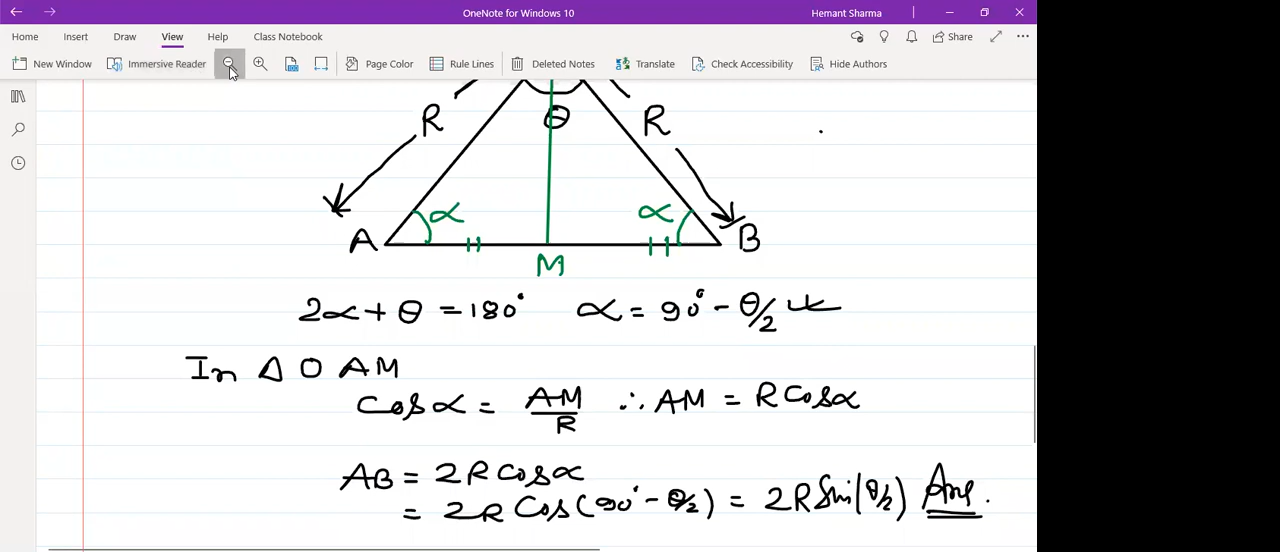 OneNote for Windows 10
Hemant Sharma
Home Insert Draw View Help Class Notebook Share
New Window Immersive Reader Page Color Rule Lines Deleted Notes Translate Check Accessibility Hide Authors
R θ R
α α
A B
M
2α + θ = 180° α = 90° - θ/2
In Δ O A M
Cos α = AM/R ∴ AM = R Cos α
AB = 2R Cos α
= 2R Cos(90° - θ/2) = 2R Sin(θ/2) Ans.